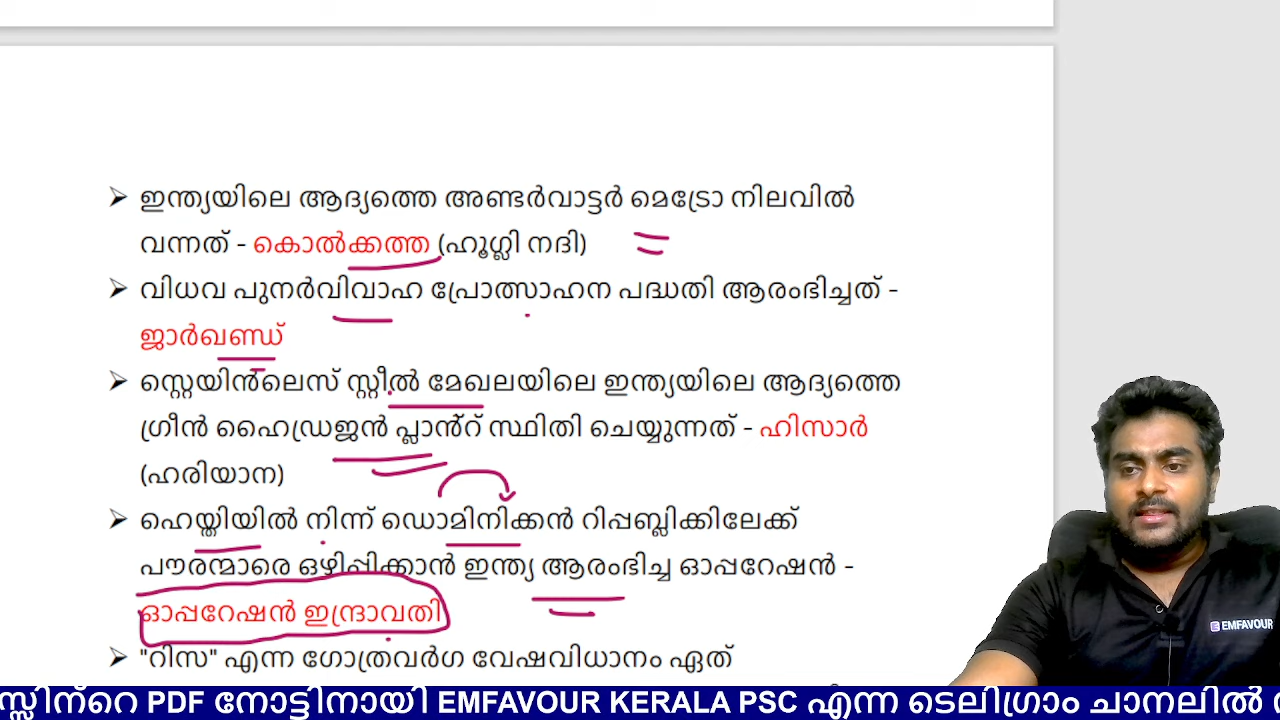 ➢ ഇന്ത്യയിലെ ആദ്യത്തെ അണ്ടർവാട്ടർ മെട്രോ നിലവിൽ
വന്നത് - കൊൽക്കത്ത (ഹൂഗ്ലി നദി)
➢ വിധവ പുനർവിവാഹ പ്രോത്സാഹന പദ്ധതി ആരംഭിച്ചത് -
ജാർഖണ്ഡ്
➢ സ്റ്റെയിൻലെസ് സ്റ്റീൽ മേഖലയിലെ ഇന്ത്യയിലെ ആദ്യത്തെ
ഗ്രീൻ ഹൈഡ്രജൻ പ്ലാൻ്റ് സ്ഥിതി ചെയ്യുന്നത് - ഹിസാർ
(ഹരിയാന)
➢ ഹെയ്തിയിൽ നിന്ന് ഡൊമിനിക്കൻ റിപ്പബ്ലിക്കിലേക്ക്
പൗരന്മാരെ ഒഴിപ്പിക്കാൻ ഇന്ത്യ ആരംഭിച്ച ഓപ്പറേഷൻ -
ഓപ്പറേഷൻ ഇന്ദ്രാവതി
➢ "റിസ" എന്ന ഗോത്രവർഗ വേഷവിധാനം ഏത്
EMFAVOUR
സ്സിന്റെ PDF നോട്ടിനായി EMFAVOUR KERALA PSC എന്ന ടെലിഗ്രാം ചാനലിൽ